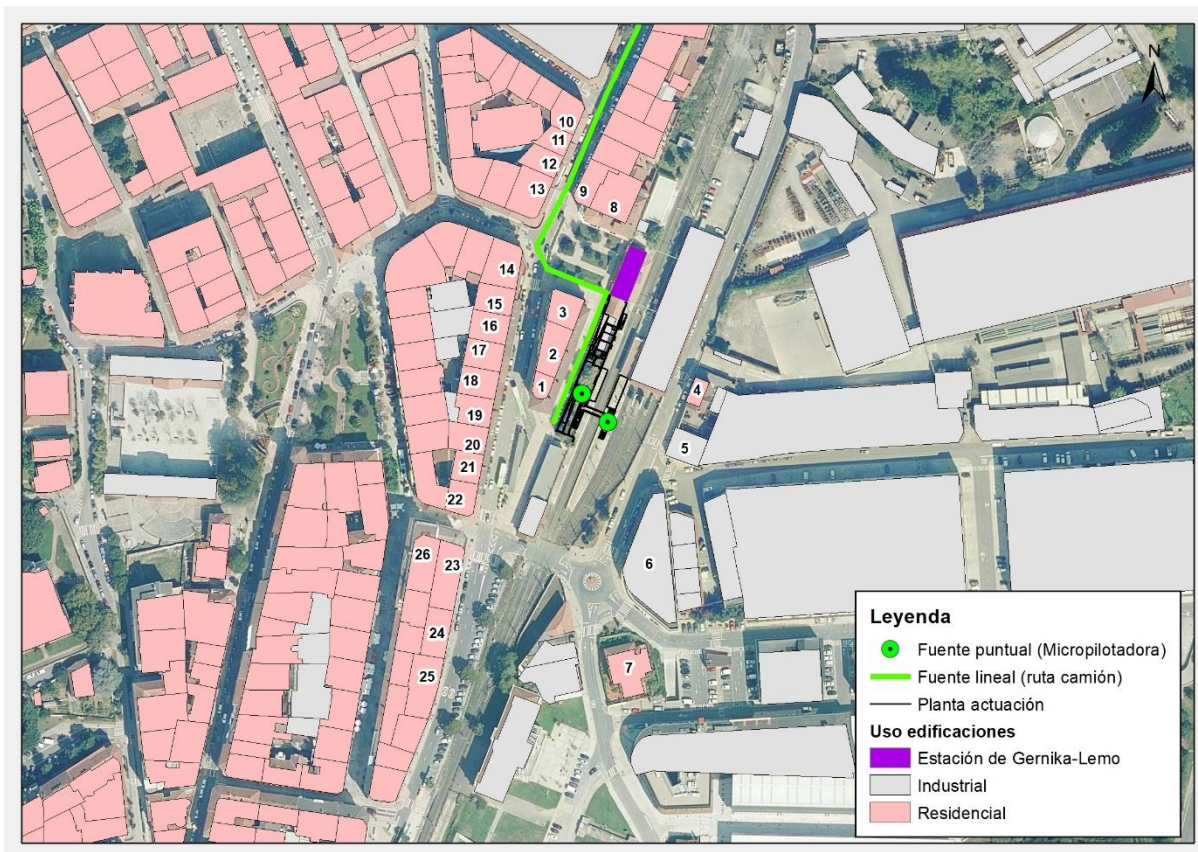 N
10
11
12
13
9
8
14
3
15
16
17
2
18
1
4
19
20
5
21
22
26
23
6
24
25
7
Leyenda
Fuente puntual (Micropilotadora)
Fuente lineal (ruta camión)
Planta actuación
Uso edificaciones
Estación de Gernika-Lemo
Industrial
Residencial